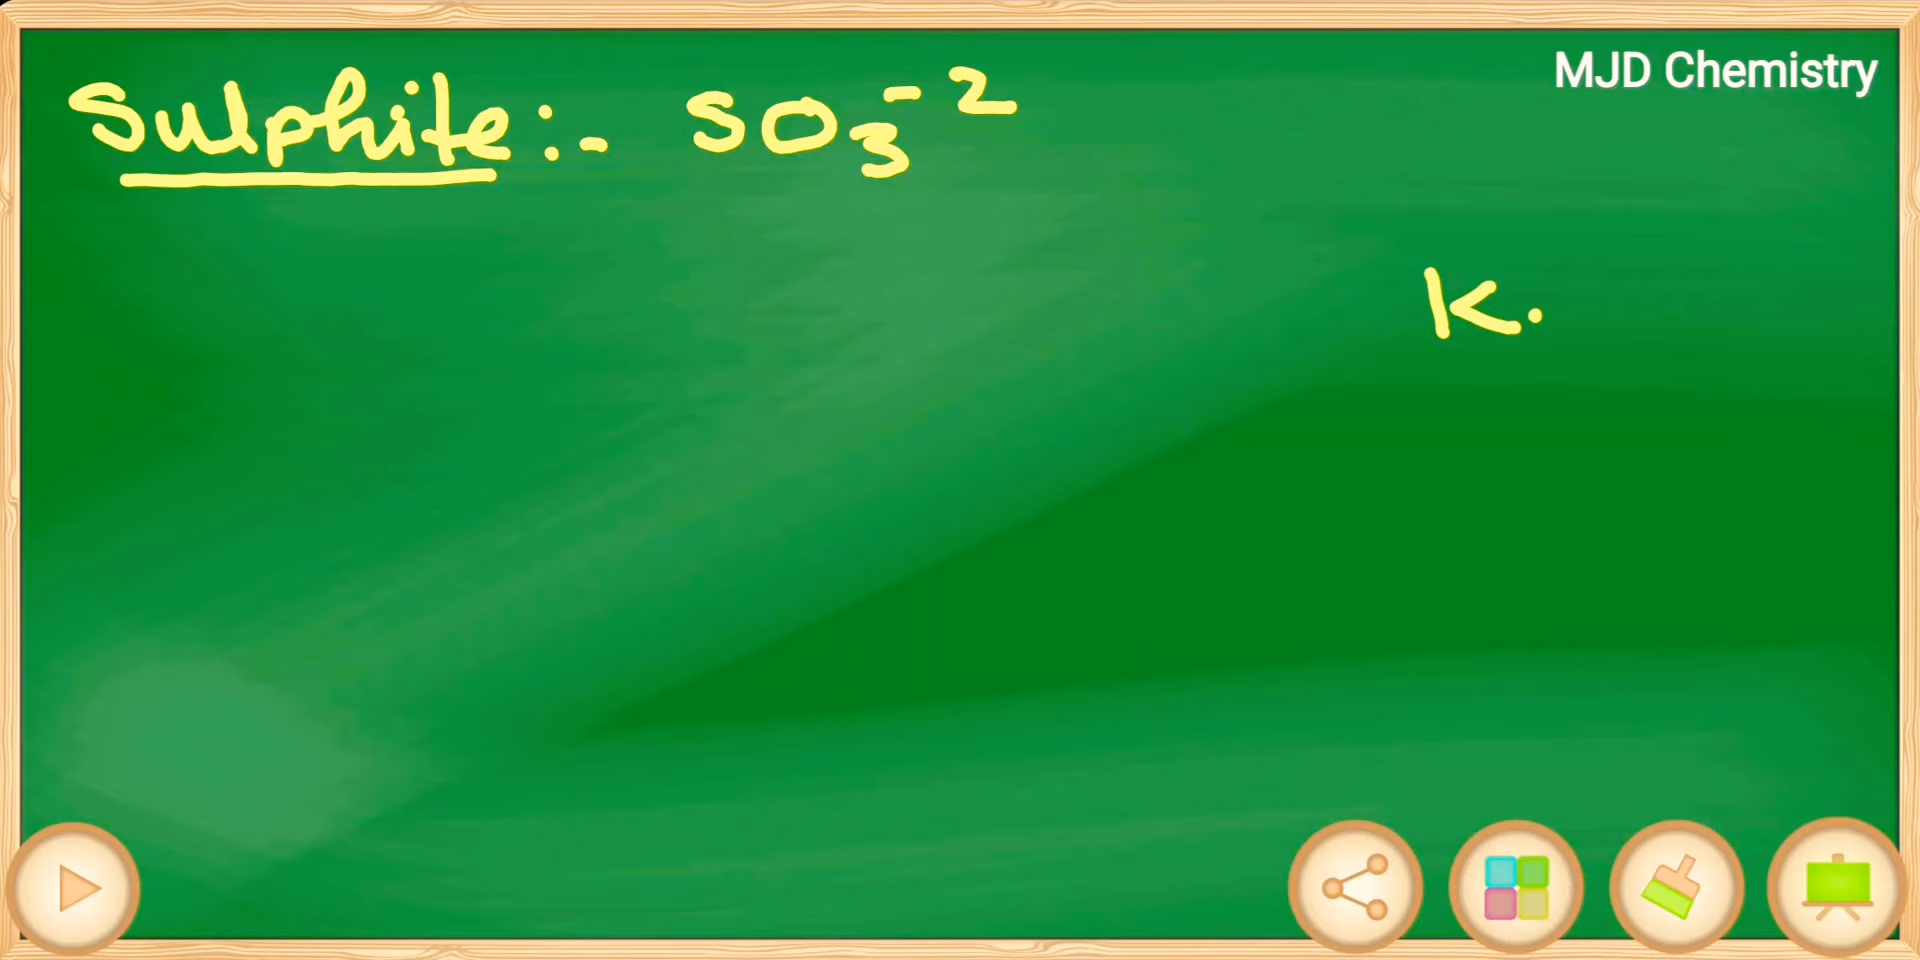 MJD Chemistry
Sulphite :- SO₃⁻²
K.